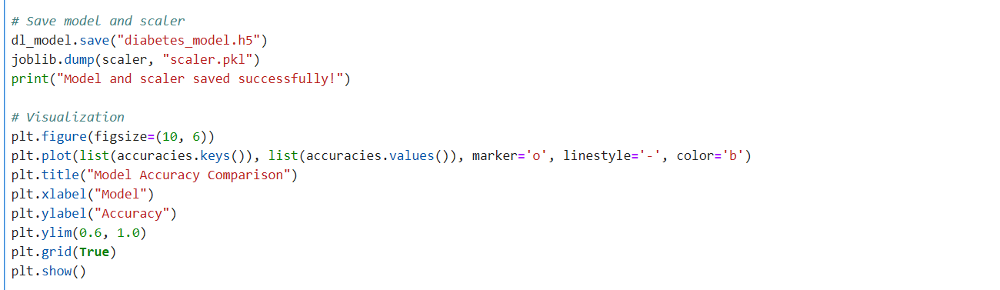 # Save model and scaler
dl_model.save("diabetes_model.h5")
joblib.dump(scaler, "scaler.pkl")
print("Model and scaler saved successfully!")
# Visualization
plt.figure(figsize=(10, 6))
plt.plot(list(accuracies.keys()), list(accuracies.values()), marker='o', linestyle='-', color='b')
plt.title("Model Accuracy Comparison")
plt.xlabel("Model")
plt.ylabel("Accuracy")
plt.ylim(0.6, 1.0)
plt.grid(True)
plt.show()